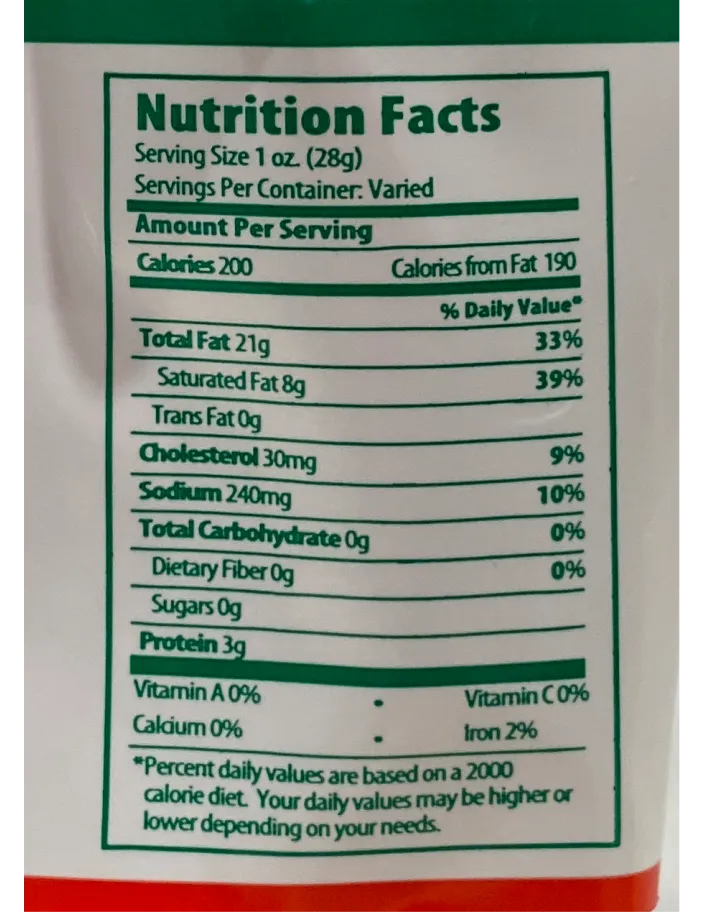 Nutrition Facts
Serving Size 1 oz. (28g)
Servings Per Container: Varied
Amount Per Serving
Calories 200 Calories from Fat 190
% Daily Value*
Total Fat 21g 33%
Saturated Fat 8g 39%
Trans Fat 0g
Cholesterol 30mg 9%
Sodium 240mg 10%
Total Carbohydrate 0g 0%
Dietary Fiber 0g 0%
Sugars 0g
Protein 3g
Vitamin A 0% • Vitamin C 0%
Calcium 0% • Iron 2%
*Percent daily values are based on a 2000
calorie diet. Your daily values may be higher or
lower depending on your needs.